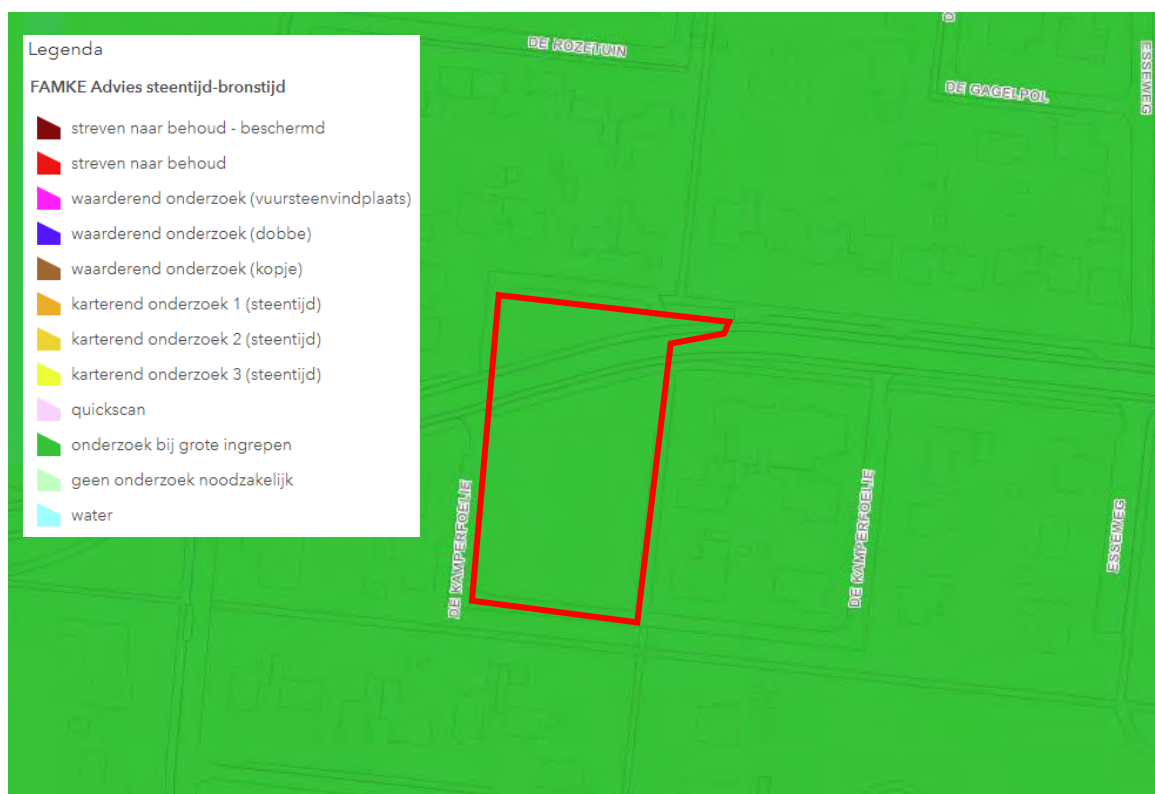 Legenda
FAMKE Advies steentijd-bronstijd
streven naar behoud - beschermd
streven naar behoud
waarderend onderzoek (vuursteenvindplaats)
waarderend onderzoek (dobbe)
waarderend onderzoek (kopje)
karterend onderzoek 1 (steentijd)
karterend onderzoek 2 (steentijd)
karterend onderzoek 3 (steentijd)
quickscan
onderzoek bij grote ingrepen
geen onderzoek noodzakelijk
water
DE ROZETUIN
DE GAGELPOL
ESSEWEG
DE KAMPERFOELIE
DE KAMPERFOELIE
ESSEWEG